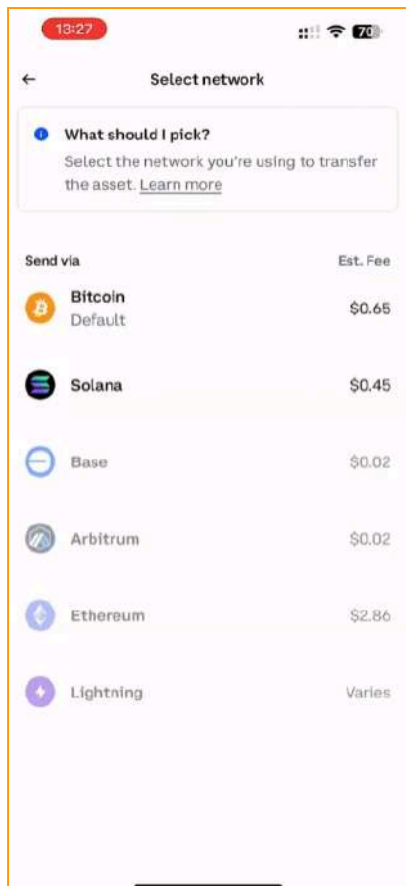 13:27
70
Select network
What should I pick?
Select the network you're using to transfer
the asset. Learn more
Send via
Est. Fee
Bitcoin
Default
$0.65
Solana
$0.45
Base
$0.02
Arbitrum
$0.02
Ethereum
$2.86
Lightning
Varies